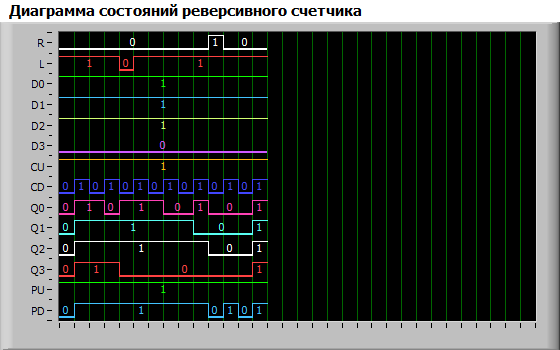 Диаграмма состояний реверсивного счетчика
R 0 1 0
L 1 0 1
D0 1
D1 1
D2 1
D3 0
CU 1
CD 0 1 0 1 0 1 0 1 0 1 0 1 0 1
Q0 0 1 0 1 0 1 0 1
Q1 0 1 0 1
Q2 0 1 0 1
Q3 0 1 0 1
PU 1
PD 0 1 0 1 0 1